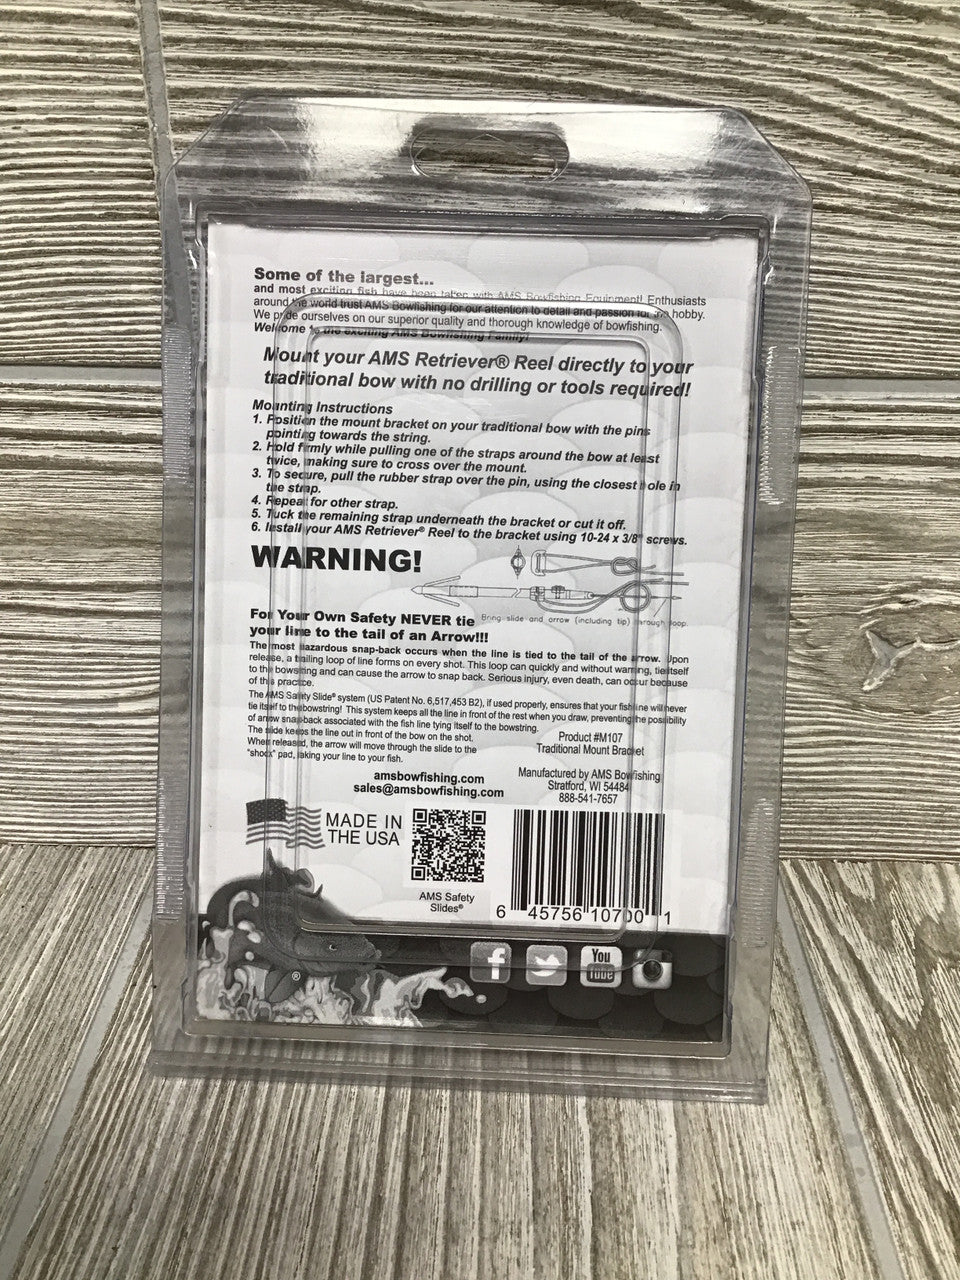 Some of the largest...
and most exciting fish have been taken with AMS Bowfishing Equipment! Enthusiasts
around the world trust AMS Bowfishing for our attention to detail and passion for the hobby.
We pride ourselves on our superior quality and thorough knowledge of bowfishing.
Welcome to the exciting AMS Bowfishing Family!
Mount your AMS Retriever® Reel directly to your
traditional bow with no drilling or tools required!
Mounting Instructions
1. Position the mount bracket on your traditional bow with the pins
pointing towards the string.
2. Hold firmly while pulling one of the straps around the bow at least
twice, making sure to cross over the mount.
3. To secure, pull the rubber strap over the pin, using the closest hole in
the strap.
4. Repeat for other strap.
5. Tuck the remaining strap underneath the bracket or cut it off.
6. Install your AMS Retriever® Reel to the bracket using 10-24 x 3/8" screws.
WARNING!
Bring slide and arrow (including tip) through loop.
For Your Own Safety NEVER tie
your line to the tail of an Arrow!!!
The most hazardous snap-back occurs when the line is tied to the tail of the arrow. Upon
release, a trailing loop of line forms on every shot. This loop can quickly and without warning, tie itself
to the bowstring and can cause the arrow to snap back. Serious injury, even death, can occur because
of this practice.
The AMS Safety Slide® system (US Patent No. 6,517,453 B2), if used properly, ensures that your fish line will never
tie itself to the bowstring! This system keeps all the line in front of the rest when you draw, preventing the possibility
of arrow snap-back associated with the fish line tying itself to the bowstring.
The slide keeps the line out in front of the bow on the shot.
When released, the arrow will move through the slide to the
"shock" pad, taking your line to your fish.
Product #M107
Traditional Mount Bracket
amsbowfishing.com
sales@amsbowfishing.com
Manufactured by AMS Bowfishing
Stratford, WI 54484
888-541-7657
MADE IN
THE USA
AMS Safety
Slides®
6 45756 10700 1
f
You
Tube
®